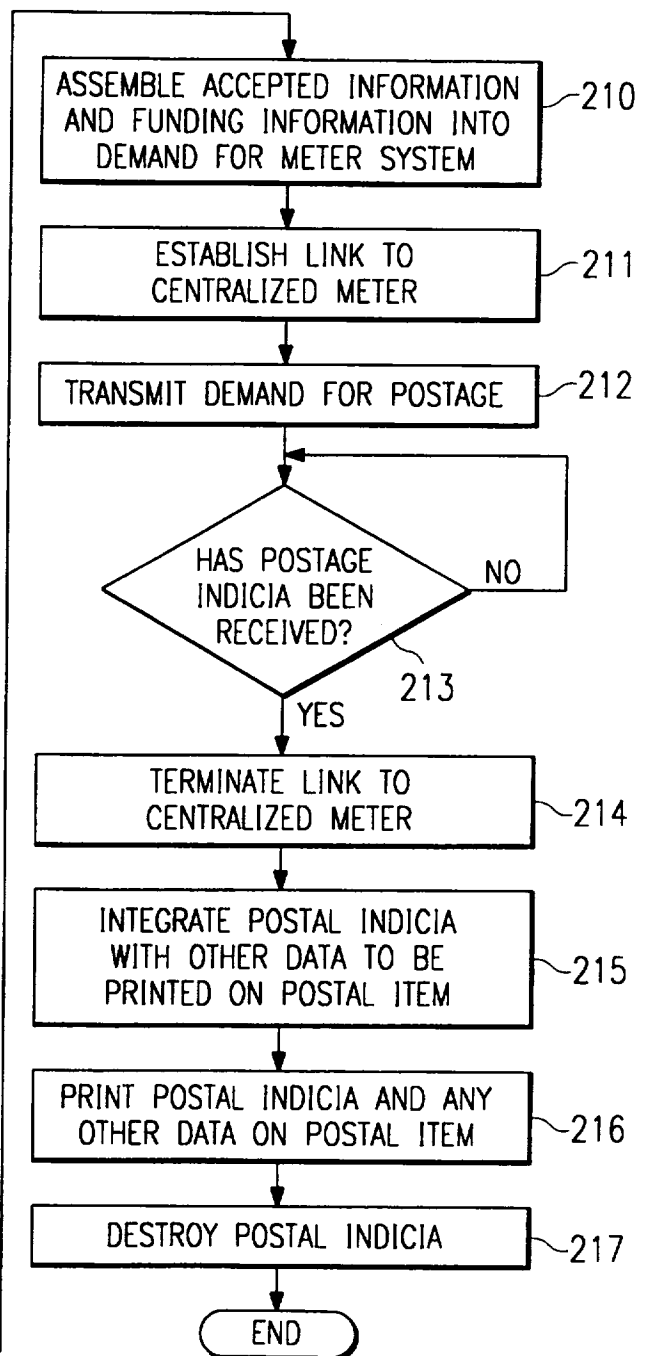 ASSEMBLE ACCEPTED INFORMATION
AND FUNDING INFORMATION INTO
DEMAND FOR METER SYSTEM
210
ESTABLISH LINK TO
CENTRALIZED METER
211
TRANSMIT DEMAND FOR POSTAGE
212
HAS POSTAGE
INDICIA BEEN
RECEIVED?
NO
213
YES
TERMINATE LINK TO
CENTRALIZED METER
214
INTEGRATE POSTAL INDICIA
WITH OTHER DATA TO BE
PRINTED ON POSTAL ITEM
215
PRINT POSTAL INDICIA AND ANY
OTHER DATA ON POSTAL ITEM
216
DESTROY POSTAL INDICIA
217
END